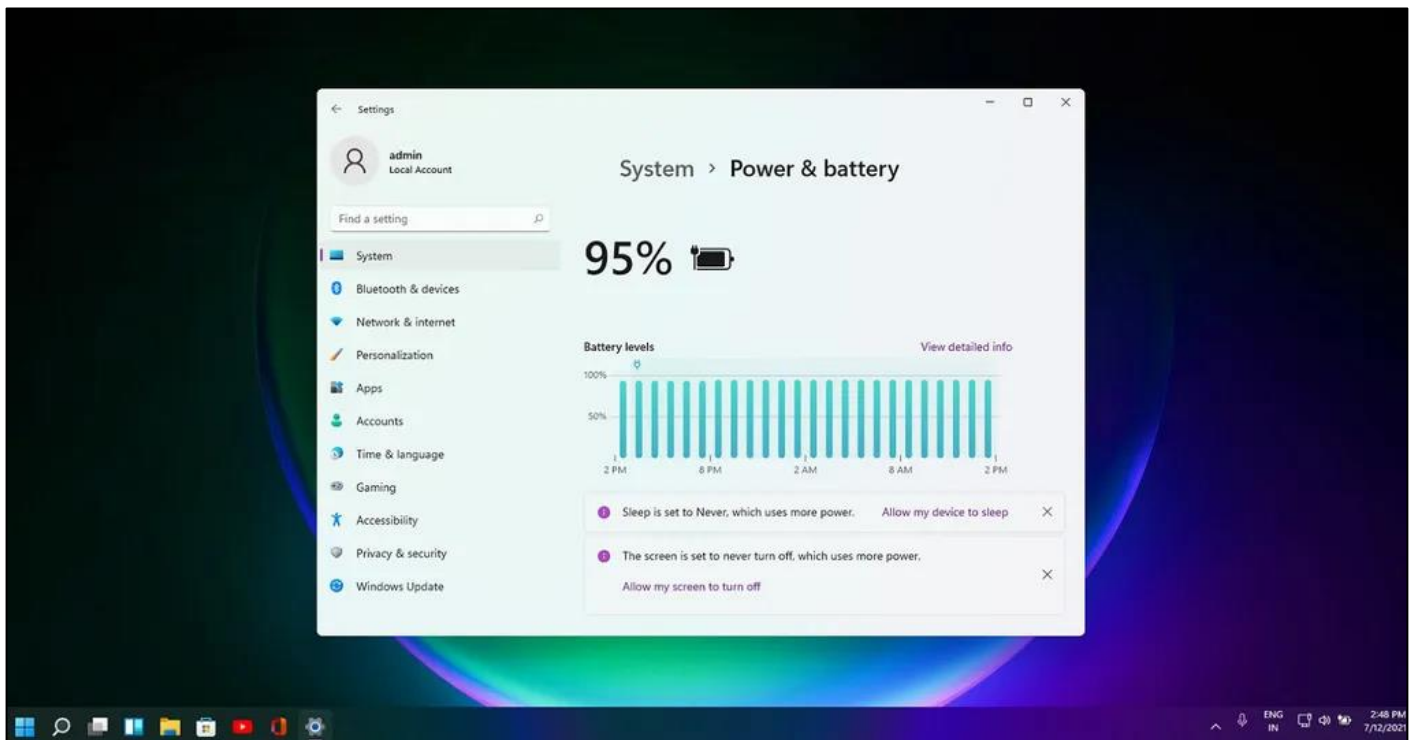 Settings
admin
Local Account
Find a setting
System
Bluetooth & devices
Network & internet
Personalization
Apps
Accounts
Time & language
Gaming
Accessibility
Privacy & security
Windows Update
System > Power & battery
95%
Battery levels
View detailed info
100%
50%
2 PM 8 PM 2 AM 8 AM 2 PM
Sleep is set to Never, which uses more power. Allow my device to sleep
The screen is set to never turn off, which uses more power.
Allow my screen to turn off
ENG
IN
2:48 PM
7/12/2021